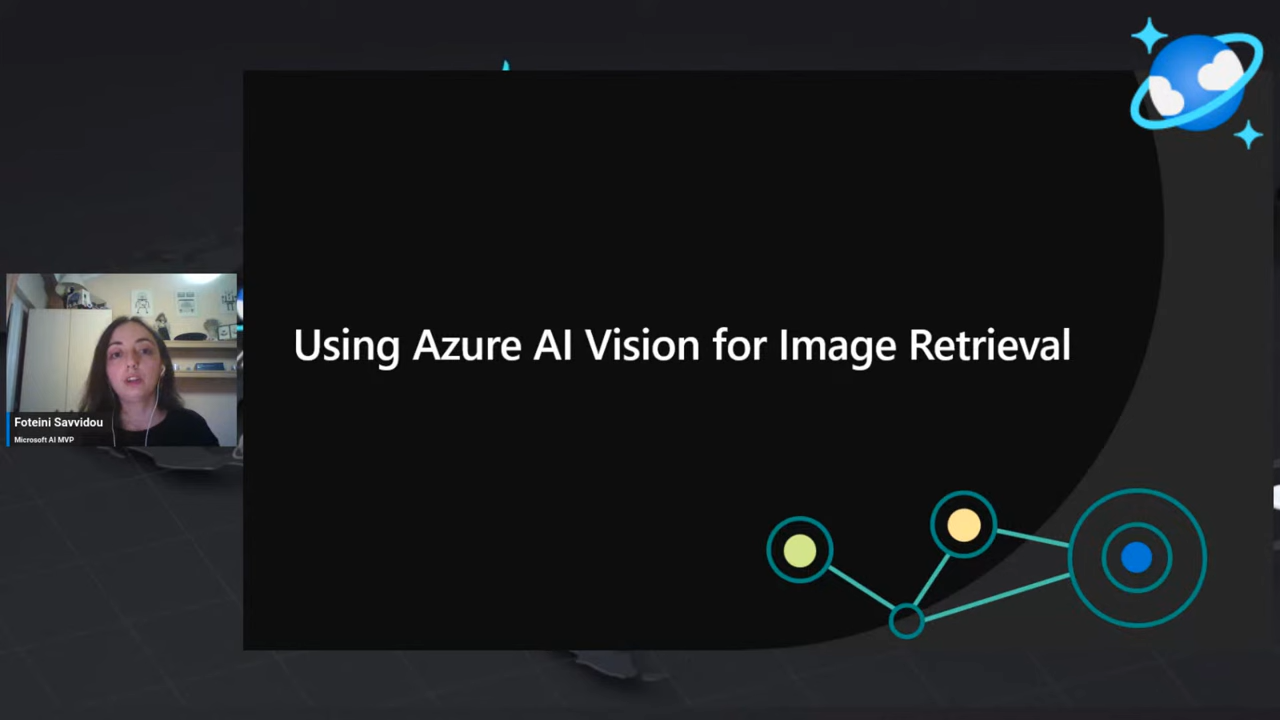 Using Azure AI Vision for Image Retrieval
Foteini Savvidou
Microsoft AI MVP